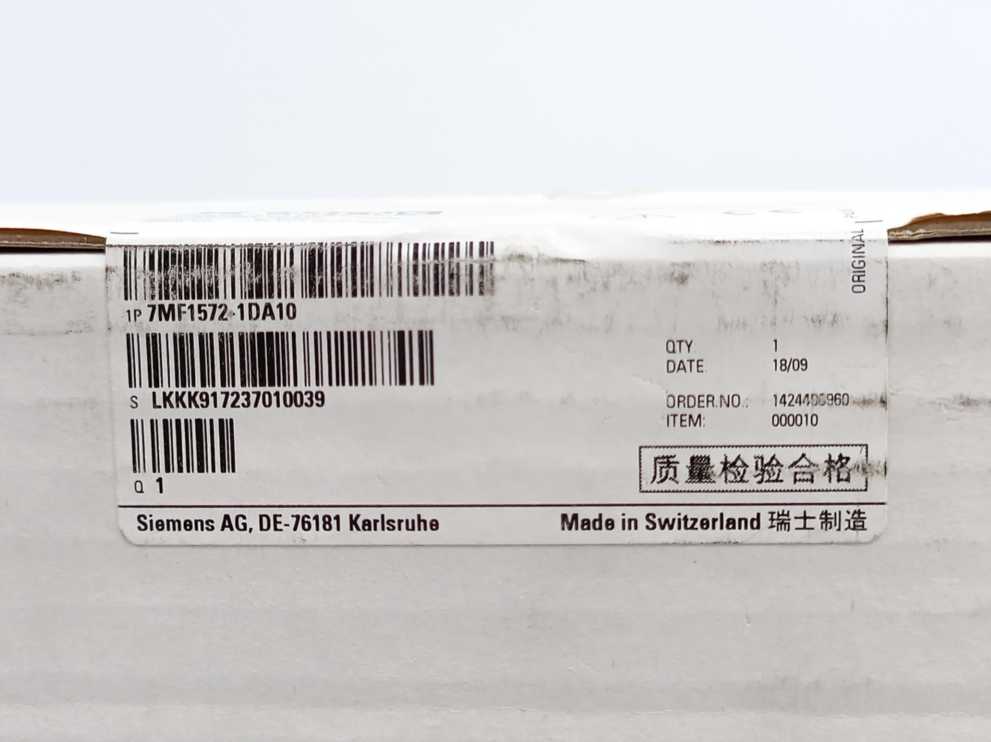 ORIGINAL
1P 7MF1572-1DA10
S LKKK917237010039
Q 1
QTY 1
DATE 18/09
ORDER.NO.:
ITEM: 000010
质量检验合格
Siemens AG, DE-76181 Karlsruhe
Made in Switzerland 瑞士制造